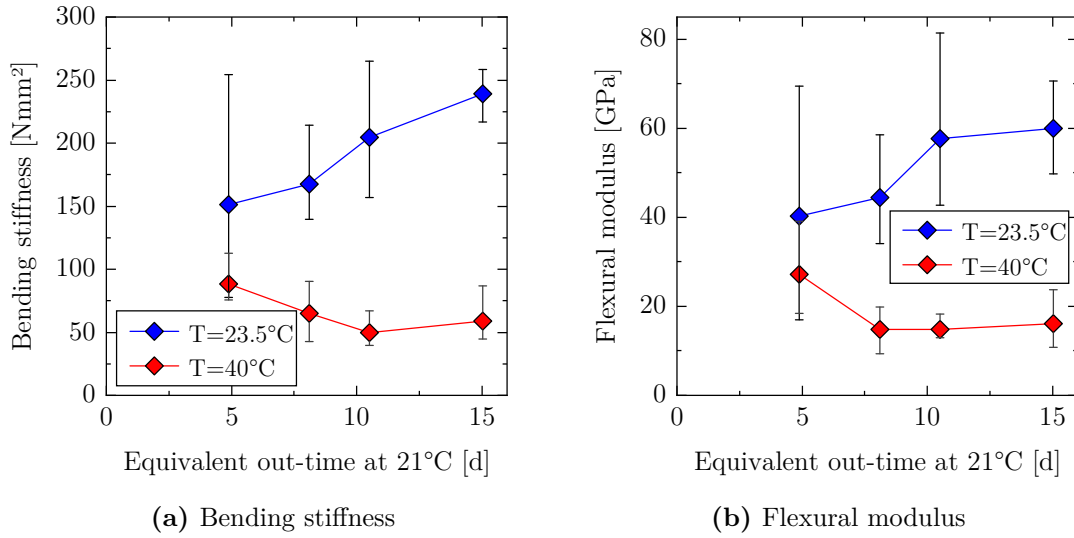 300
250
200
150
100
50
0
0
5
10
15
Bending stiffness [Nmm²]
T=23.5°C
T=40°C
Equivalent out-time at 21°C [d]
(a) Bending stiffness
80
60
40
20
0
0
5
10
15
Flexural modulus [GPa]
T=23.5°C
T=40°C
Equivalent out-time at 21°C [d]
(b) Flexural modulus